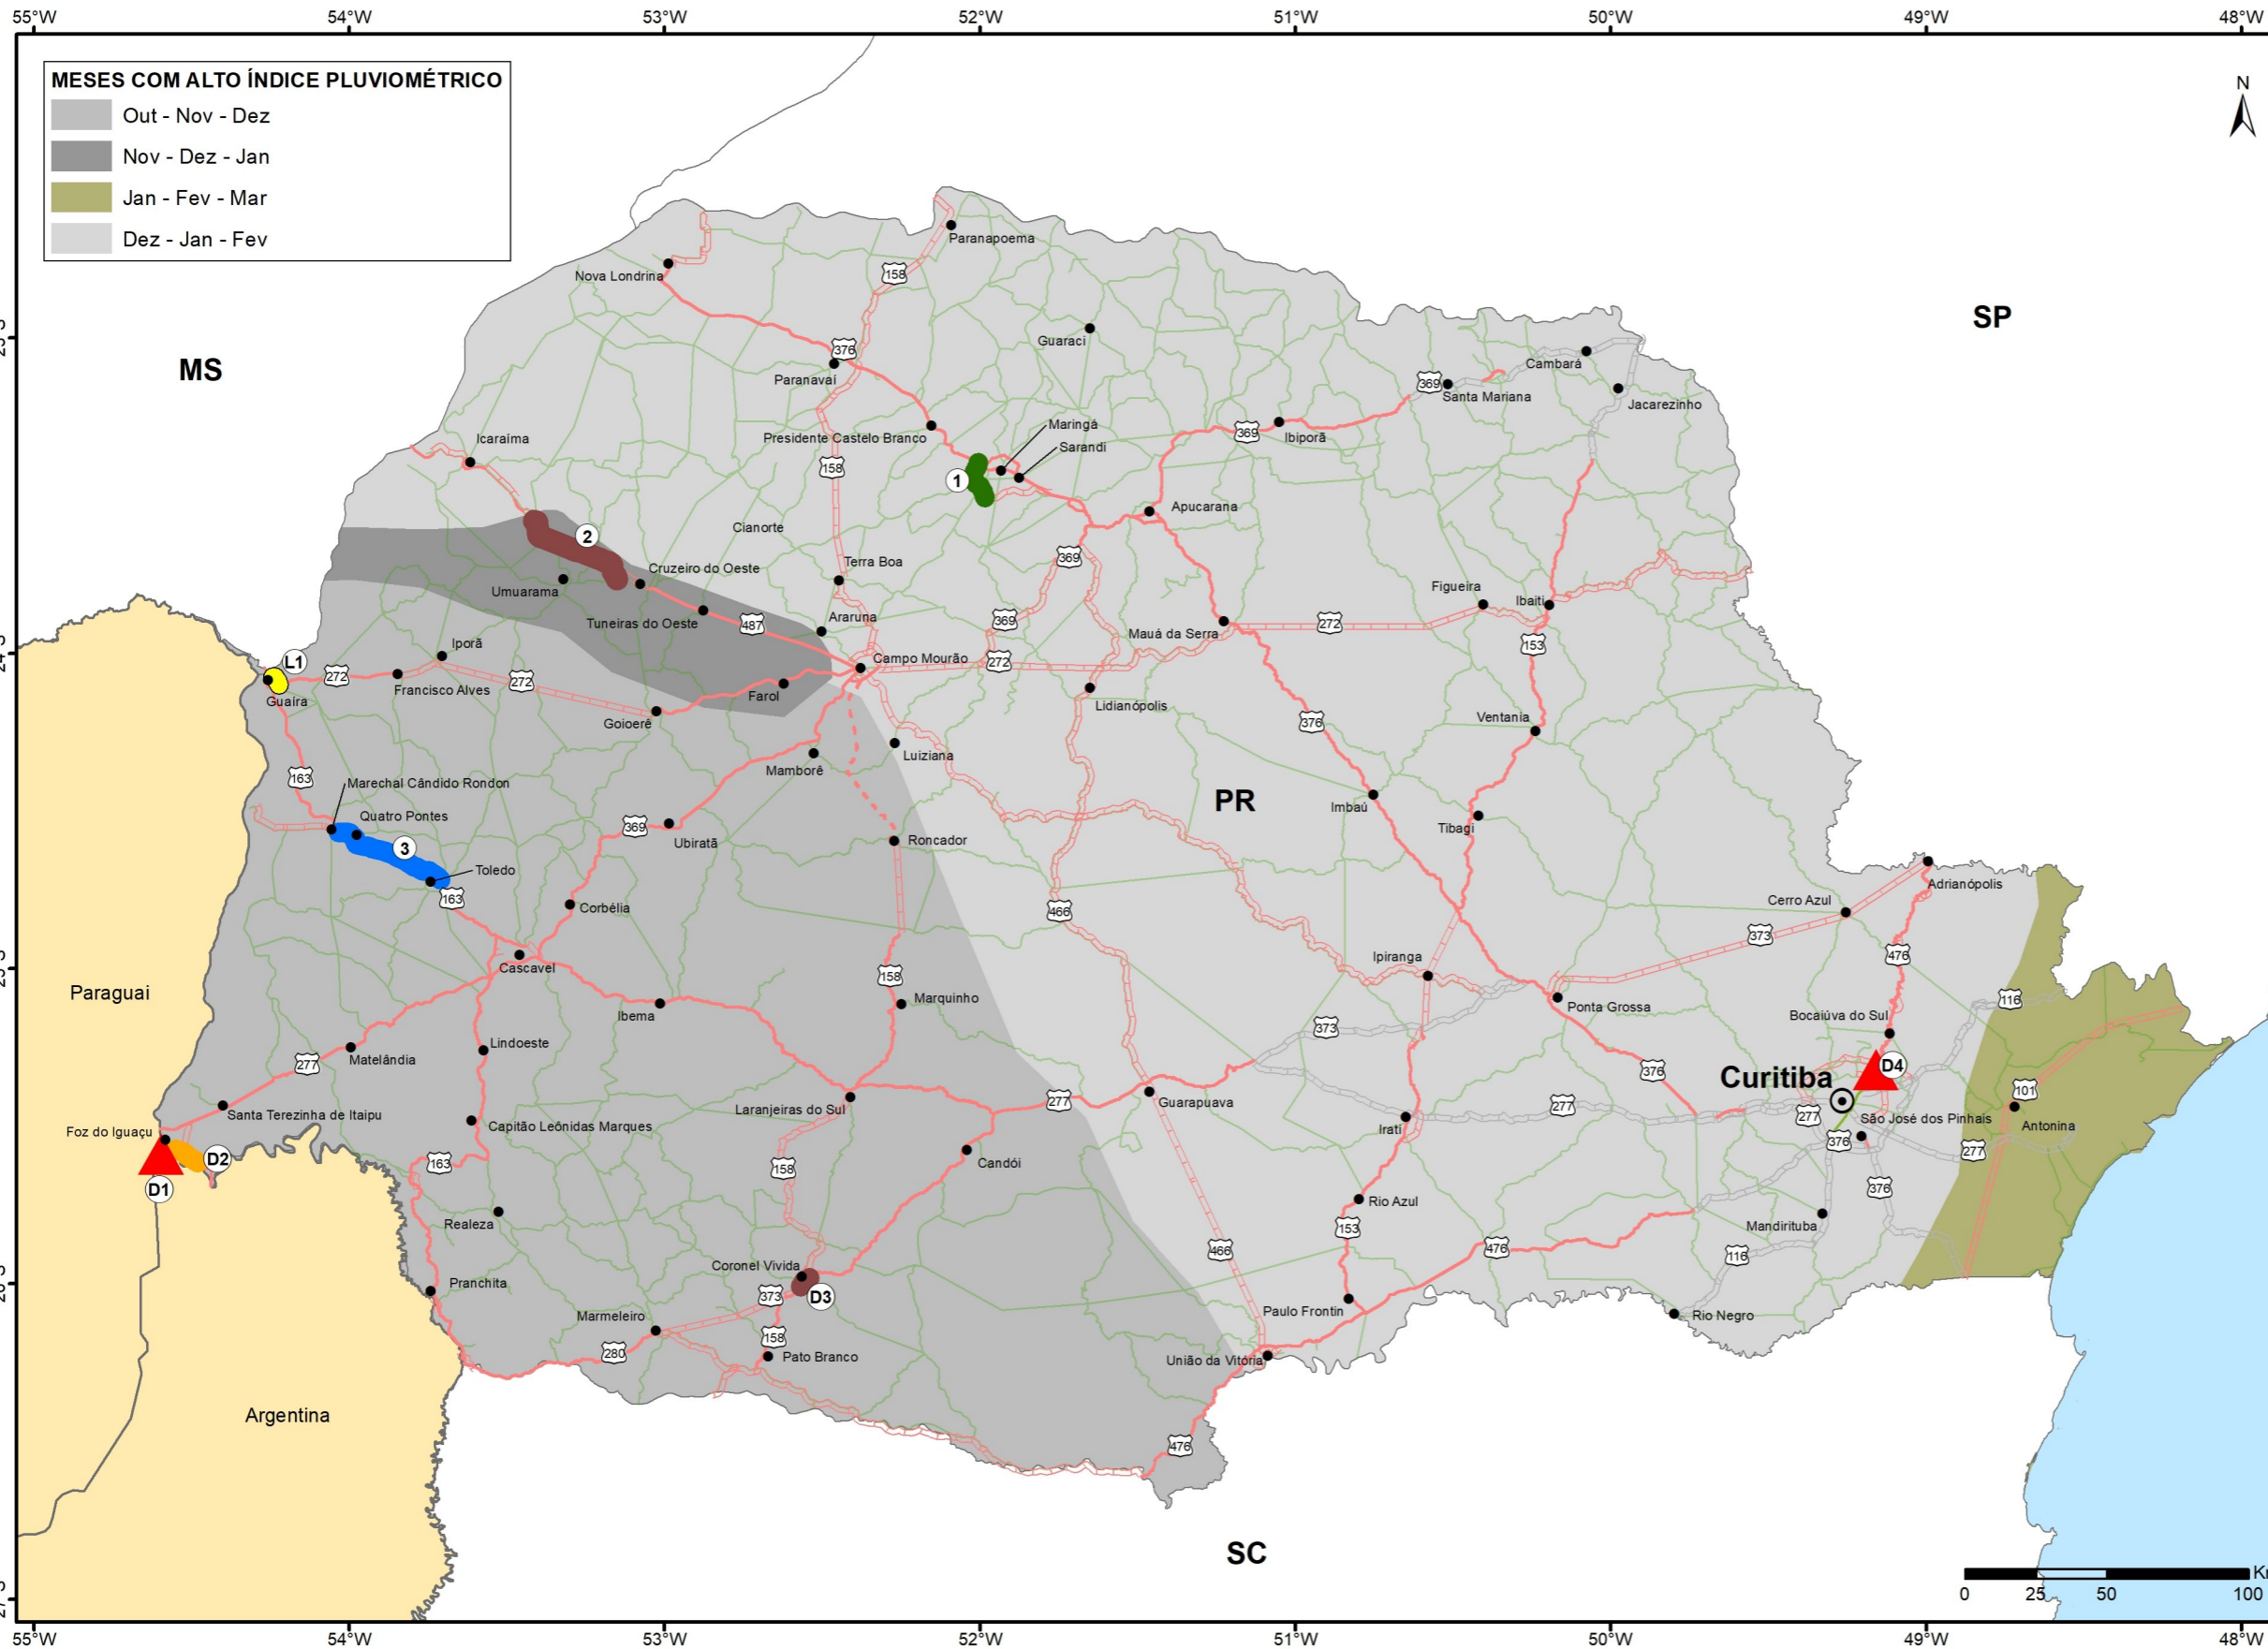 55°W
54°W
53°W
52°W
51°W
50°W
49°W
48°W
MESES COM ALTO ÍNDICE PLUVIOMÉTRICO
Out - Nov - Dez
Nov - Dez - Jan
Jan - Fev - Mar
Dez - Jan - Fev
N
MS
SP
PR
SC
Paranapoema
Nova Londrina
158
Guaraci
376
Paranavaí
Cambará
369
Santa Mariana
Jacarezinho
Presidente Castelo Branco
Maringá
Sarandi
369
Ibiporã
Icaraíma
158
1
Apucarana
2
Cianorte
369
Terra Boa
Cruzeiro do Oeste
Umuarama
Figueira
Ibaiti
Tuneiras do Oeste
487
Araruna
369
Mauá da Serra
272
153
Iporã
L1
272
Francisco Alves
272
Campo Mourão
272
Guaíra
Farol
Goioerê
Lidianópolis
376
Ventania
Luiziana
Mamborê
163
Marechal Cândido Rondon
Quatro Pontes
Imbaú
Tibagi
369
Ubiratã
Roncador
3
Toledo
163
Adrianópolis
Cerro Azul
Corbélia
466
373
476
Cascavel
Ipiranga
158
Marquinho
Paraguai
Ibema
Ponta Grossa
116
373
Bocaiúva do Sul
Lindoeste
Matelândia
277
376
D4
Curitiba
101
Santa Terezinha de Itaipu
Laranjeiras do Sul
277
Guarapuava
277
277
São José dos Pinhais
Antonina
Foz do Iguaçu
Capitão Leônidas Marques
Irati
376
277
D2
163
158
Candói
D1
376
Rio Azul
Realeza
153
Mandirituba
466
476
116
Coronel Vivida
Pranchita
373
D3
Marmeleiro
Paulo Frontin
Rio Negro
158
280
Pato Branco
União da Vitória
Argentina
476
0
25
50
100
55°W
54°W
53°W
52°W
51°W
50°W
49°W
48°W